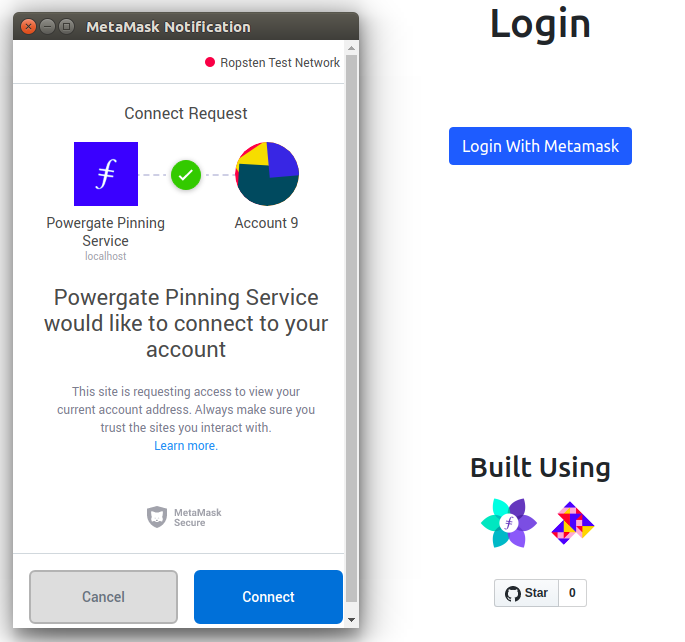 MetaMask Notification
Ropsten Test Network
Connect Request
Powergate Pinning
Service
localhost
Account 9
Powergate Pinning Service
would like to connect to your
account
This site is requesting access to view your
current account address. Always make sure you
trust the sites you interact with.
Learn more.
MetaMask
Secure
Cancel
Connect
Login
Login With Metamask
Built Using
Star
0